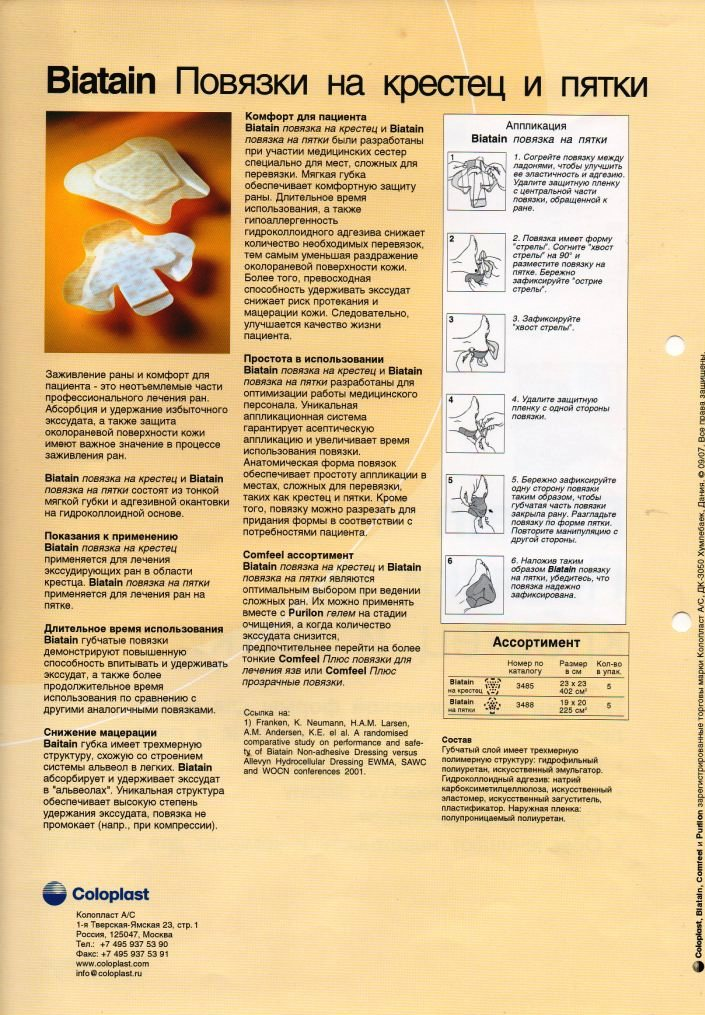 Biatain Повязки на крестец и пятки
Заживление раны и комфорт для
пациента - это неотъемлемые части
профессионального лечения ран.
Абсорбция и удержание избыточного
экссудата, а также защита
околораневой поверхности кожи
имеют важное значение в процессе
заживления ран.
Biatain повязка на крестец и Biatain
повязка на пятки состоят из тонкой
мягкой губки и адгезивной окантовки
на гидроколлоидной основе.
Показания к применению
Biatain повязка на крестец
применяется для лечения
экссудирующих ран в области
крестца. Biatain повязка на пятки
применяется для лечения ран на
пятке.
Длительное время использования
Biatain губчатые повязки
демонстрируют повышенную
способность впитывать и удерживать
экссудат, а также более
продолжительное время
использования по сравнению с
другими аналогичными повязками.
Снижение мацерации
Baitain губка имеет трехмерную
структуру, схожую со строением
системы альвеол в легких. Biatain
абсорбирует и удерживает экссудат
в "альвеолах". Уникальная структура
обеспечивает высокую степень
удержания экссудата, повязка не
промокает (напр., при компрессии).
Комфорт для пациента
Biatain повязка на крестец и Biatain
повязка на пятки были разработаны
при участии медицинских сестер
специально для мест, сложных для
перевязки. Мягкая губка
обеспечивает комфортную защиту
раны. Длительное время
использования, а также
гипоаллергенность
гидроколлоидного адгезива снижает
количество необходимых перевязок,
тем самым уменьшая раздражение
околораневой поверхности кожи.
Более того, превосходная
способность удерживать экссудат
снижает риск протекания и
мацерации кожи. Следовательно,
улучшается качество жизни
пациента.
Простота в использовании
Biatain повязка на крестец и Biatain
повязка на пятки разработаны для
оптимизации работы медицинского
персонала. Уникальная
аппликационная система
гарантирует асептическую
аппликацию и увеличивает время
использования повязки.
Анатомическая форма повязок
обеспечивает простоту аппликации в
местах, сложных для перевязки,
таких как крестец и пятки. Кроме
того, повязку можно разрезать для
придания формы в соответствии с
потребностями пациента.
Comfeel ассортимент
Biatain повязка на крестец и Biatain
повязка на пятки являются
оптимальным выбором при ведении
сложных ран. Их можно применять
вместе с Purilon гелем на стадии
очищения, а когда количество
экссудата снизится,
предпочтительнее перейти на более
тонкие Comfeel Плюс повязки для
лечения язв или Comfeel Плюс
прозрачные повязки.
Ссылка на:
1) Franken, K. Neumann, H.A.M. Larsen,
A.M. Andersen, K.E. el al. A randomised
comparative study on performance and safe-
ty, of Biatain Non-adhesive Dressing versus
Allevyn Hydrocellular Dressing EWMA, SAWC
and WOCN conferences 2001.
Аппликация
Biatain повязка на пятки
1
1. Согрейте повязку между
ладонями, чтобы улучшить
ее эластичность и адгезию.
Удалите защитную пленку
с центральной части
повязки, обращенной к
ране.
2
2. Повязка имеет форму
"стрелы". Согните "хвост
стрелы" на 90° и
разместите повязку на
пятке. Бережно
зафиксируйте "острие
стрелы".
3
3. Зафиксируйте
"хвост стрелы".
4
4. Удалите защитную
пленку с одной стороны
повязки.
5
5. Бережно зафиксируйте
одну сторону повязки
таким образом, чтобы
губчатая часть повязки
закрыла рану. Разгладьте
повязку по форме пятки.
Повторите манипуляцию с
другой стороны.
6
6. Наложив таким
образом Biatain повязку
на пятки, убедитесь, что
повязка надежно
зафиксирована.
Ассортимент
Номер по каталогу Размер в см Кол-во в упак.
Biatain на крестец 3485 23 x 23 402 см² 5
Biatain на пятки 3488 19 x 20 225 см² 5
Состав
Губчатый слой имеет трехмерную
полимерную структуру: гидрофильный
полиуретан, искусственный эмульгатор.
Гидроколлоидный адгезив: натрий
карбоксиметилцеллюлоза, искусственный
эластомер, искусственный загуститель,
пластификатор. Наружная пленка:
полупроницаемый полиуретан.
Coloplast
Колопласт А/С
1-я Тверская-Ямская 23, стр. 1
Россия, 125047, Москва
Тел.: +7 495 937 53 90
Факс: +7 495 937 53 91
www.coloplast.com
info@coloplast.ru
Coloplast, Biatain, Comfeel и Purilon зарегистрированные торговы марки Колопласт А/С, ДК-3050 Хумлебаек, Дания. © 09/07. Все права защищены.